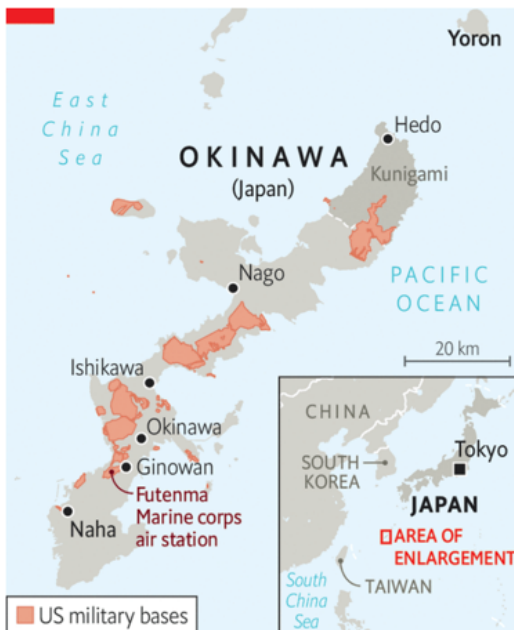 Yoron
East
China
Sea
Hedo
OKINAWA
(Japan)
Kunigami
Nago
PACIFIC
OCEAN
20 km
Ishikawa
Okinawa
Ginowan
Futenma
Marine corps
air station
Naha
CHINA
SOUTH
KOREA
Tokyo
JAPAN
AREA OF
ENLARGEMENT
TAIWAN
South
China
Sea
US military bases